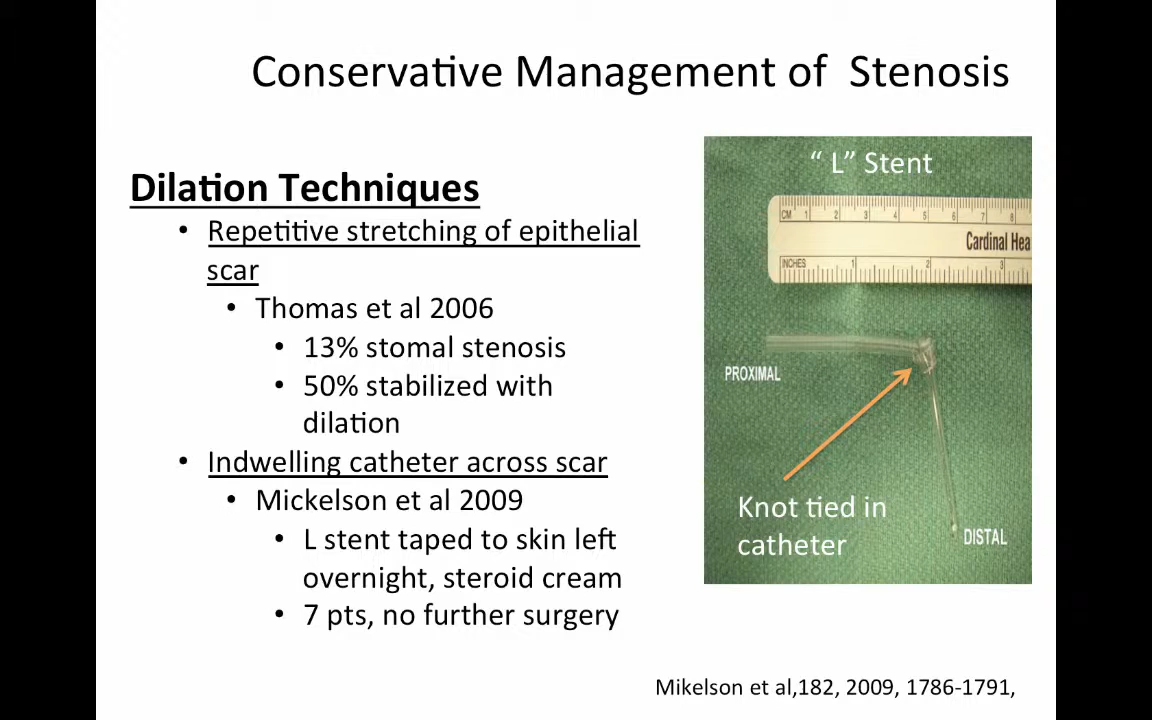 Conservative Management of  Stenosis
Dilation Techniques
• Repetitive stretching of epithelial
scar
• Thomas et al 2006
• 13% stomal stenosis
• 50% stabilized with
dilation
• Indwelling catheter across scar
• Mickelson et al 2009
• L stent taped to skin left
overnight, steroid cream
• 7 pts, no further surgery
“ L” Stent
CM 1 2 3 4 5 6 7 8
Cardinal Hea
INCHES 1 2 3
PROXIMAL
Knot tied in
catheter
DISTAL
Mikelson et al,182, 2009, 1786-1791,